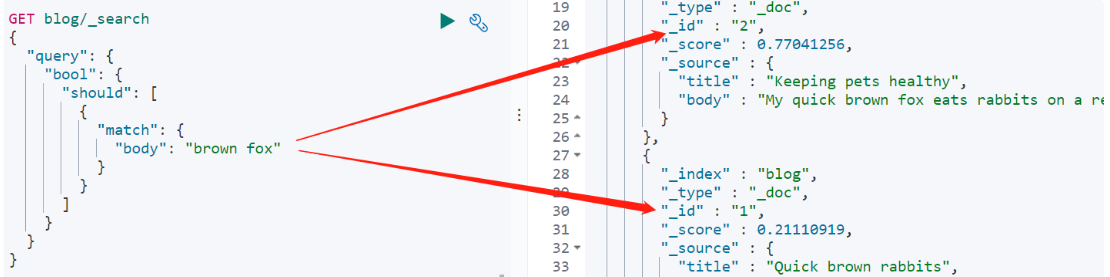 GET blog/_search
{
  "query": {
    "bool": {
      "should": [
        {
          "match": {
            "body": "brown fox"
          }
        }
      ]
    }
  }
}
19 "_type" : "_doc",
20 "_id" : "2",
21 "_score" : 0.77041256,
22 "_source" : {
23 "title" : "Keeping pets healthy",
24 "body" : "My quick brown fox eats rabbits on a
25 }
26 },
27 {
28 "_index" : "blog",
29 "_type" : "_doc",
30 "_id" : "1",
31 "_score" : 0.21110919,
32 "_source" : {
33 "title" : "Quick brown rabbits",